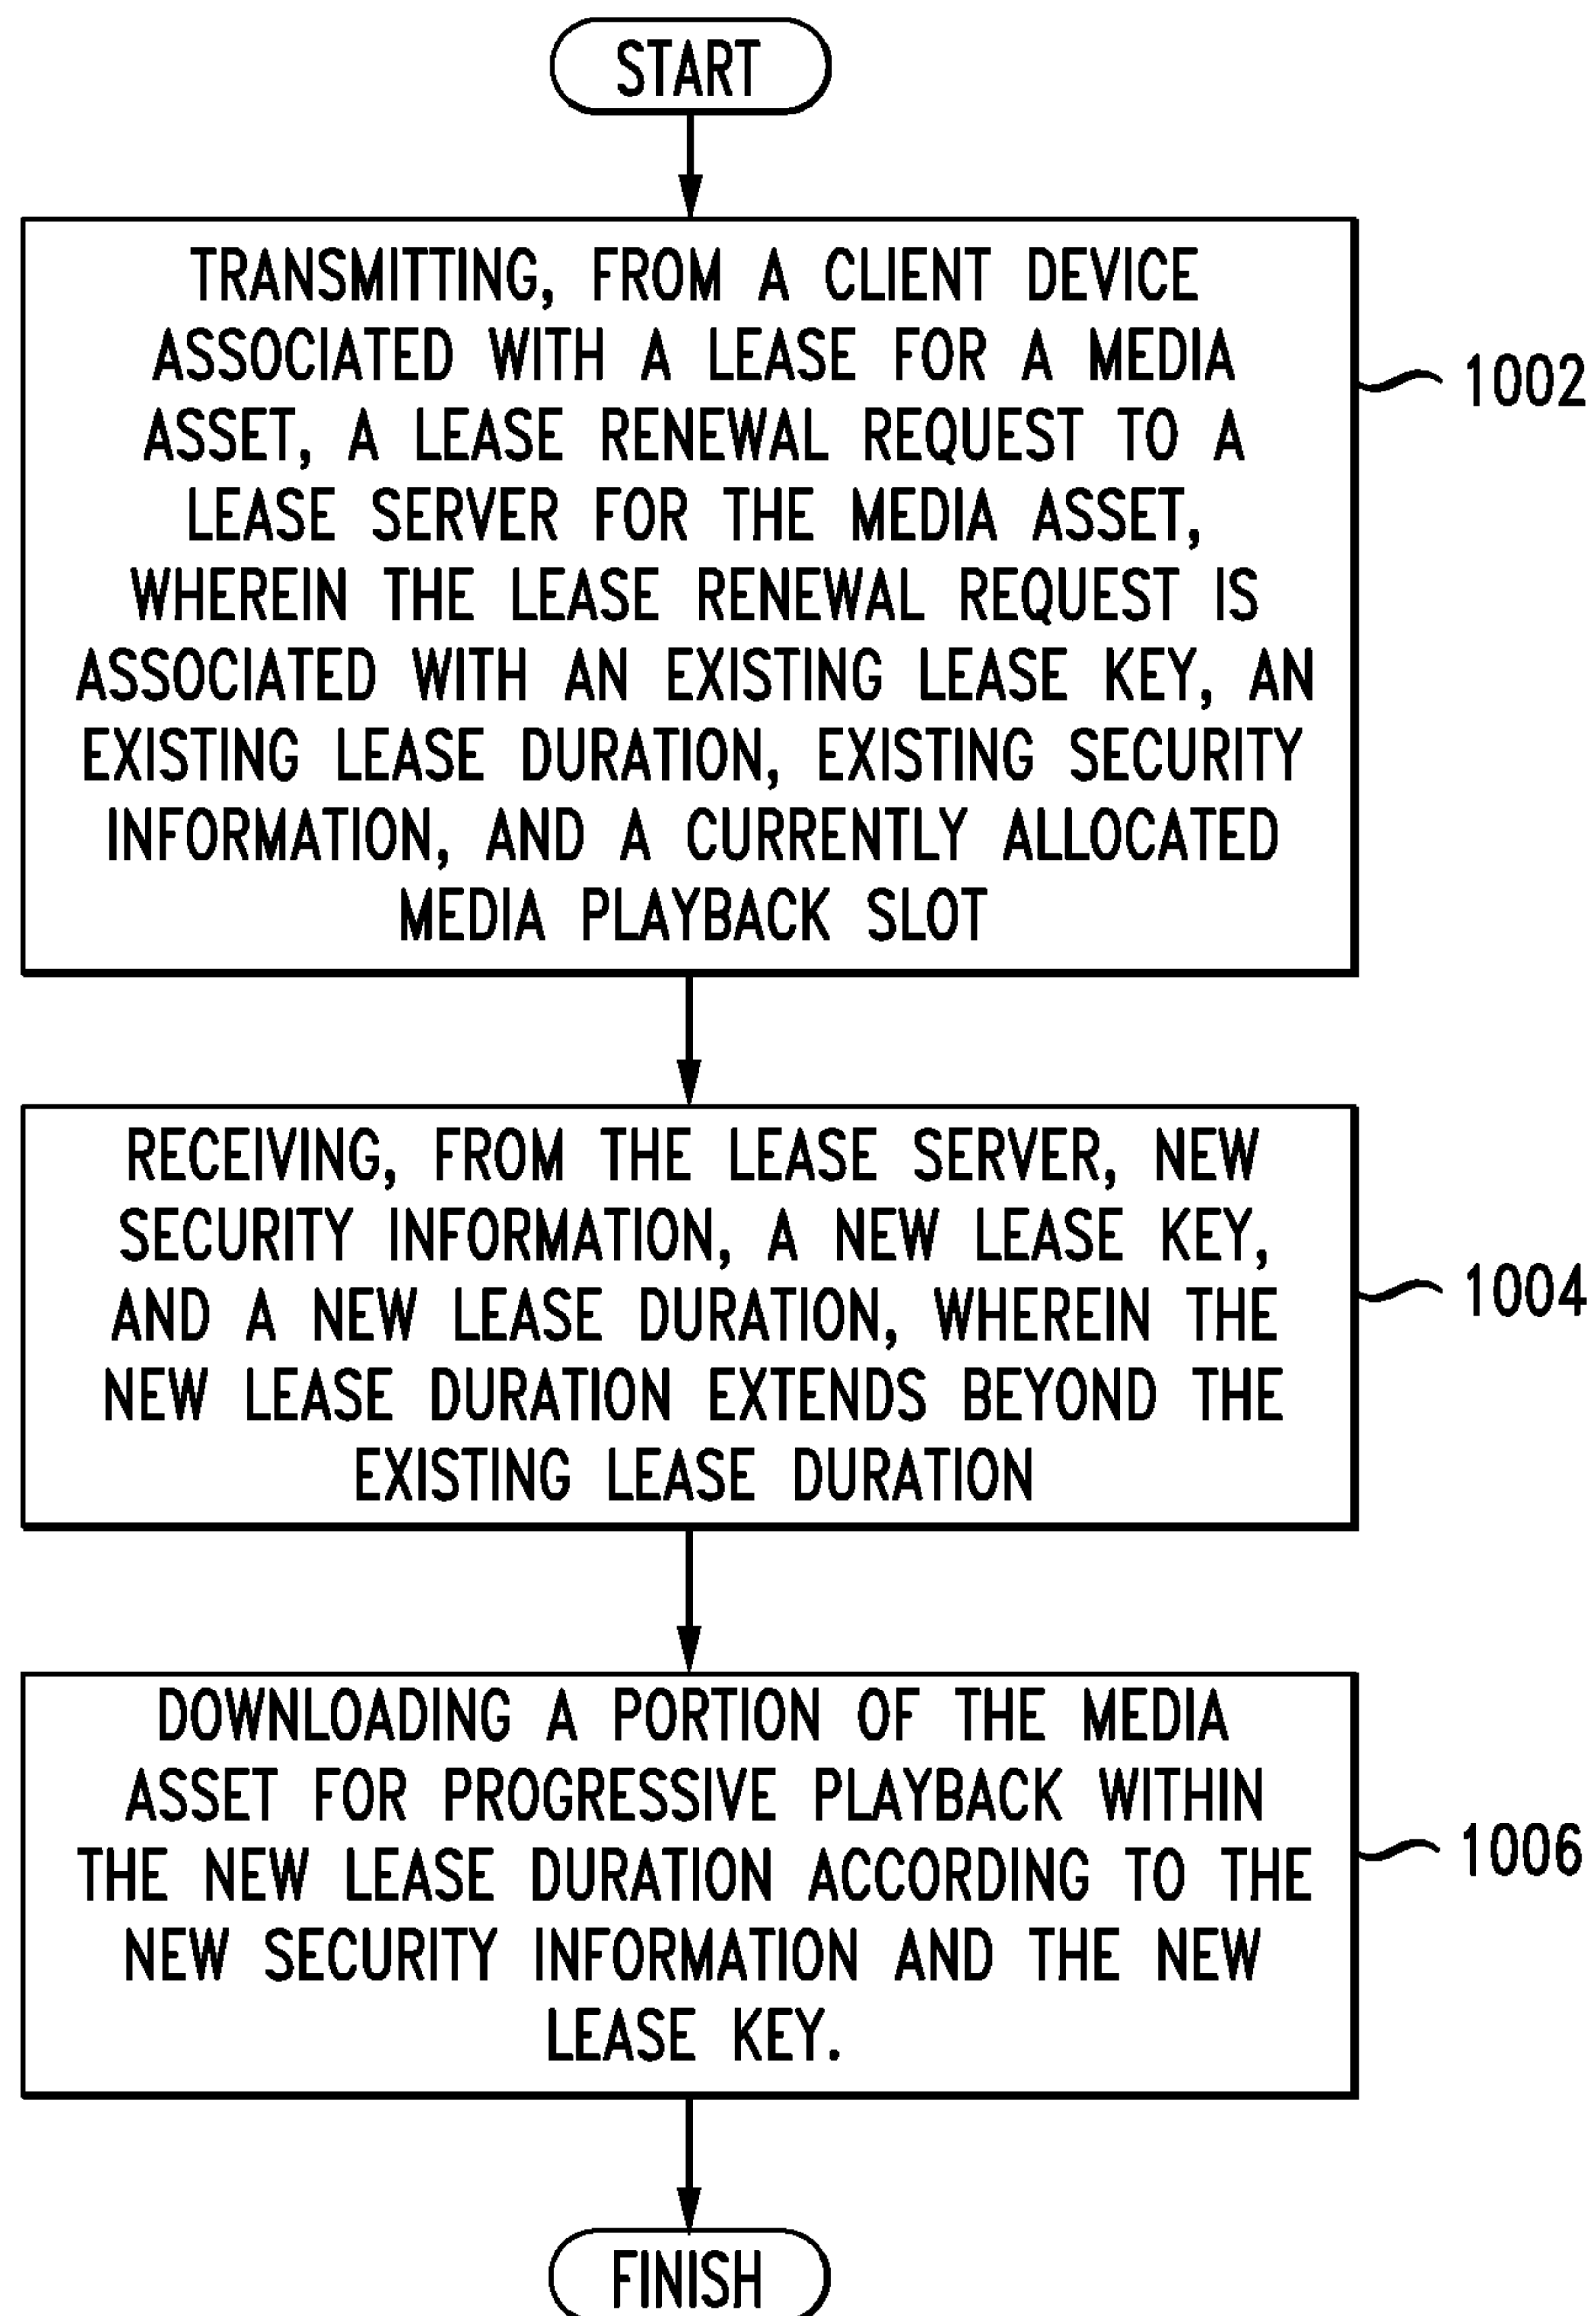 START
TRANSMITTING, FROM A CLIENT DEVICE
ASSOCIATED WITH A LEASE FOR A MEDIA
ASSET, A LEASE RENEWAL REQUEST TO A
LEASE SERVER FOR THE MEDIA ASSET,
WHEREIN THE LEASE RENEWAL REQUEST IS
ASSOCIATED WITH AN EXISTING LEASE KEY, AN
EXISTING LEASE DURATION, EXISTING SECURITY
INFORMATION, AND A CURRENTLY ALLOCATED
MEDIA PLAYBACK SLOT
1002
RECEIVING, FROM THE LEASE SERVER, NEW
SECURITY INFORMATION, A NEW LEASE KEY,
AND A NEW LEASE DURATION, WHEREIN THE
NEW LEASE DURATION EXTENDS BEYOND THE
EXISTING LEASE DURATION
1004
DOWNLOADING A PORTION OF THE MEDIA
ASSET FOR PROGRESSIVE PLAYBACK WITHIN
THE NEW LEASE DURATION ACCORDING TO THE
NEW SECURITY INFORMATION AND THE NEW
LEASE KEY.
1006
FINISH